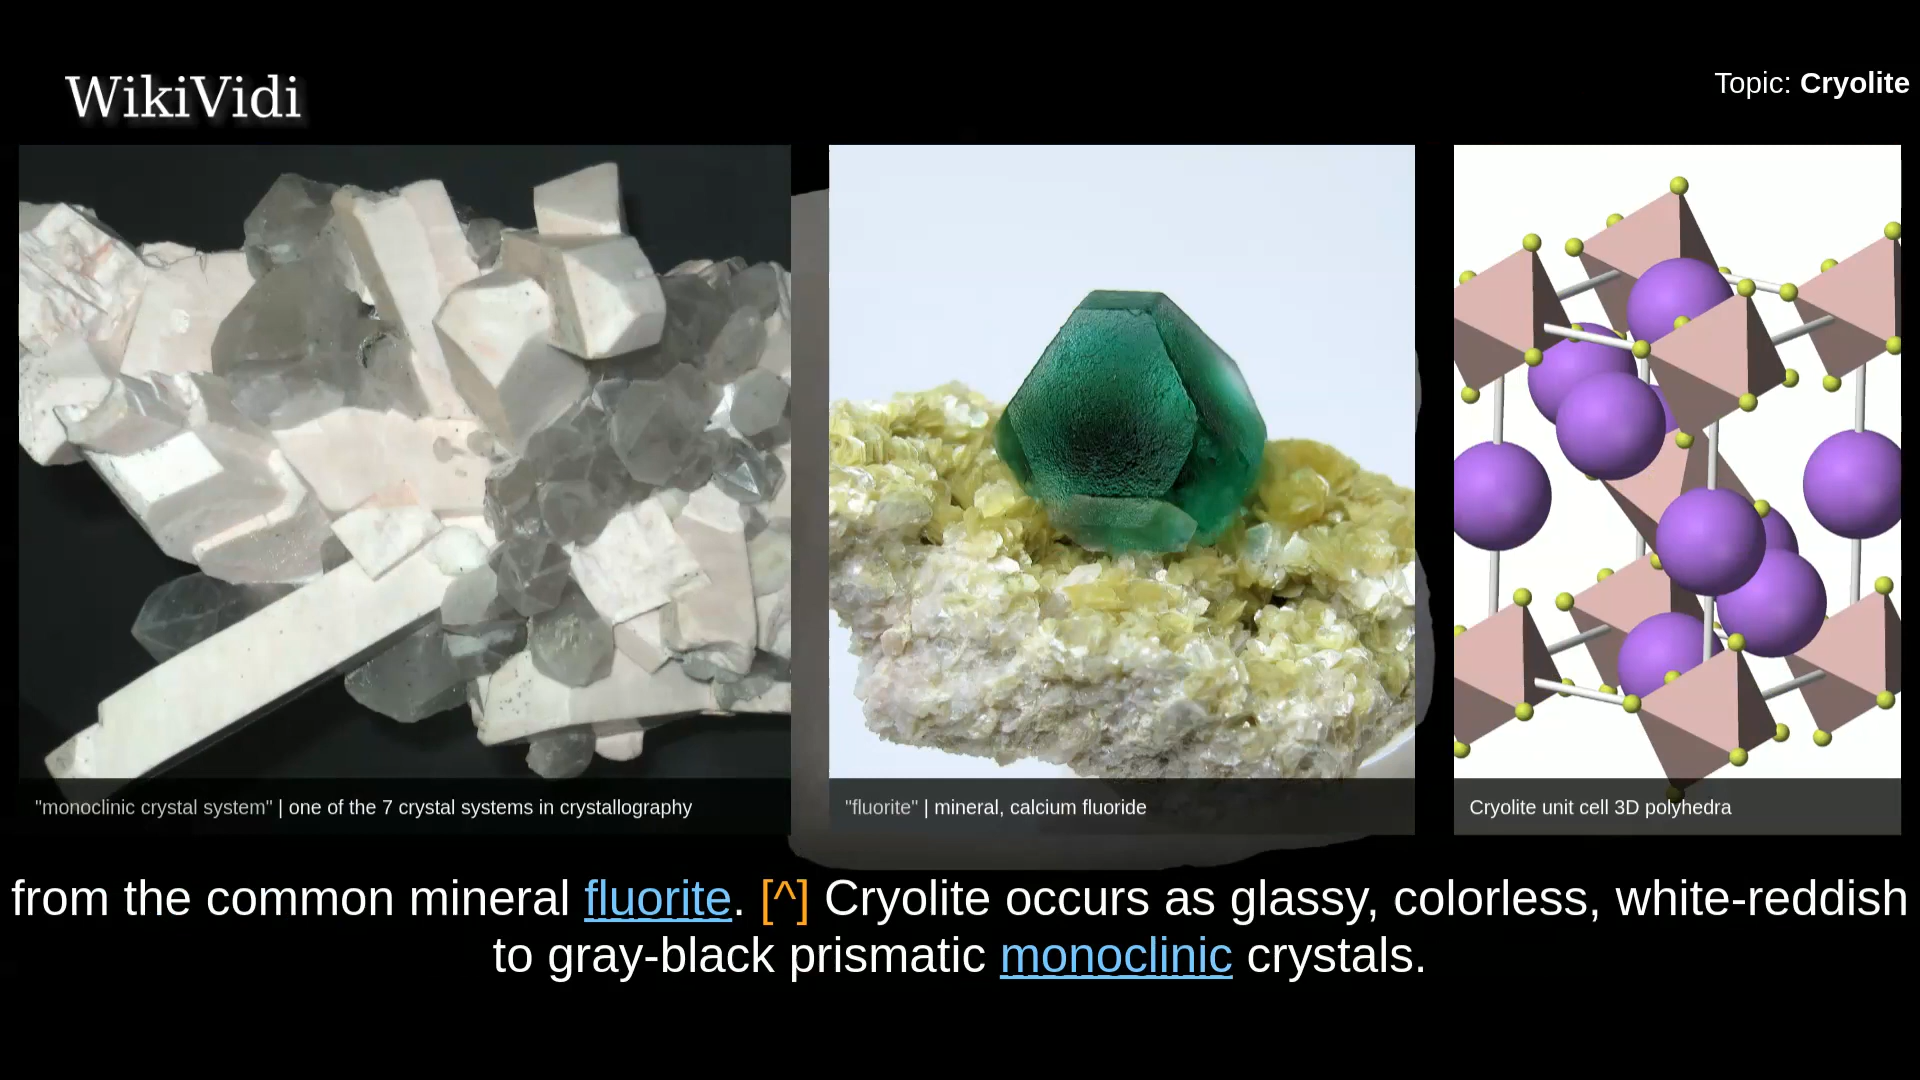 WikiVidi
Topic: Cryolite
"monoclinic crystal system" | one of the 7 crystal systems in crystallography
"fluorite" | mineral, calcium fluoride
Cryolite unit cell 3D polyhedra
from the common mineral fluorite. [^] Cryolite occurs as glassy, colorless, white-reddish
to gray-black prismatic monoclinic crystals.